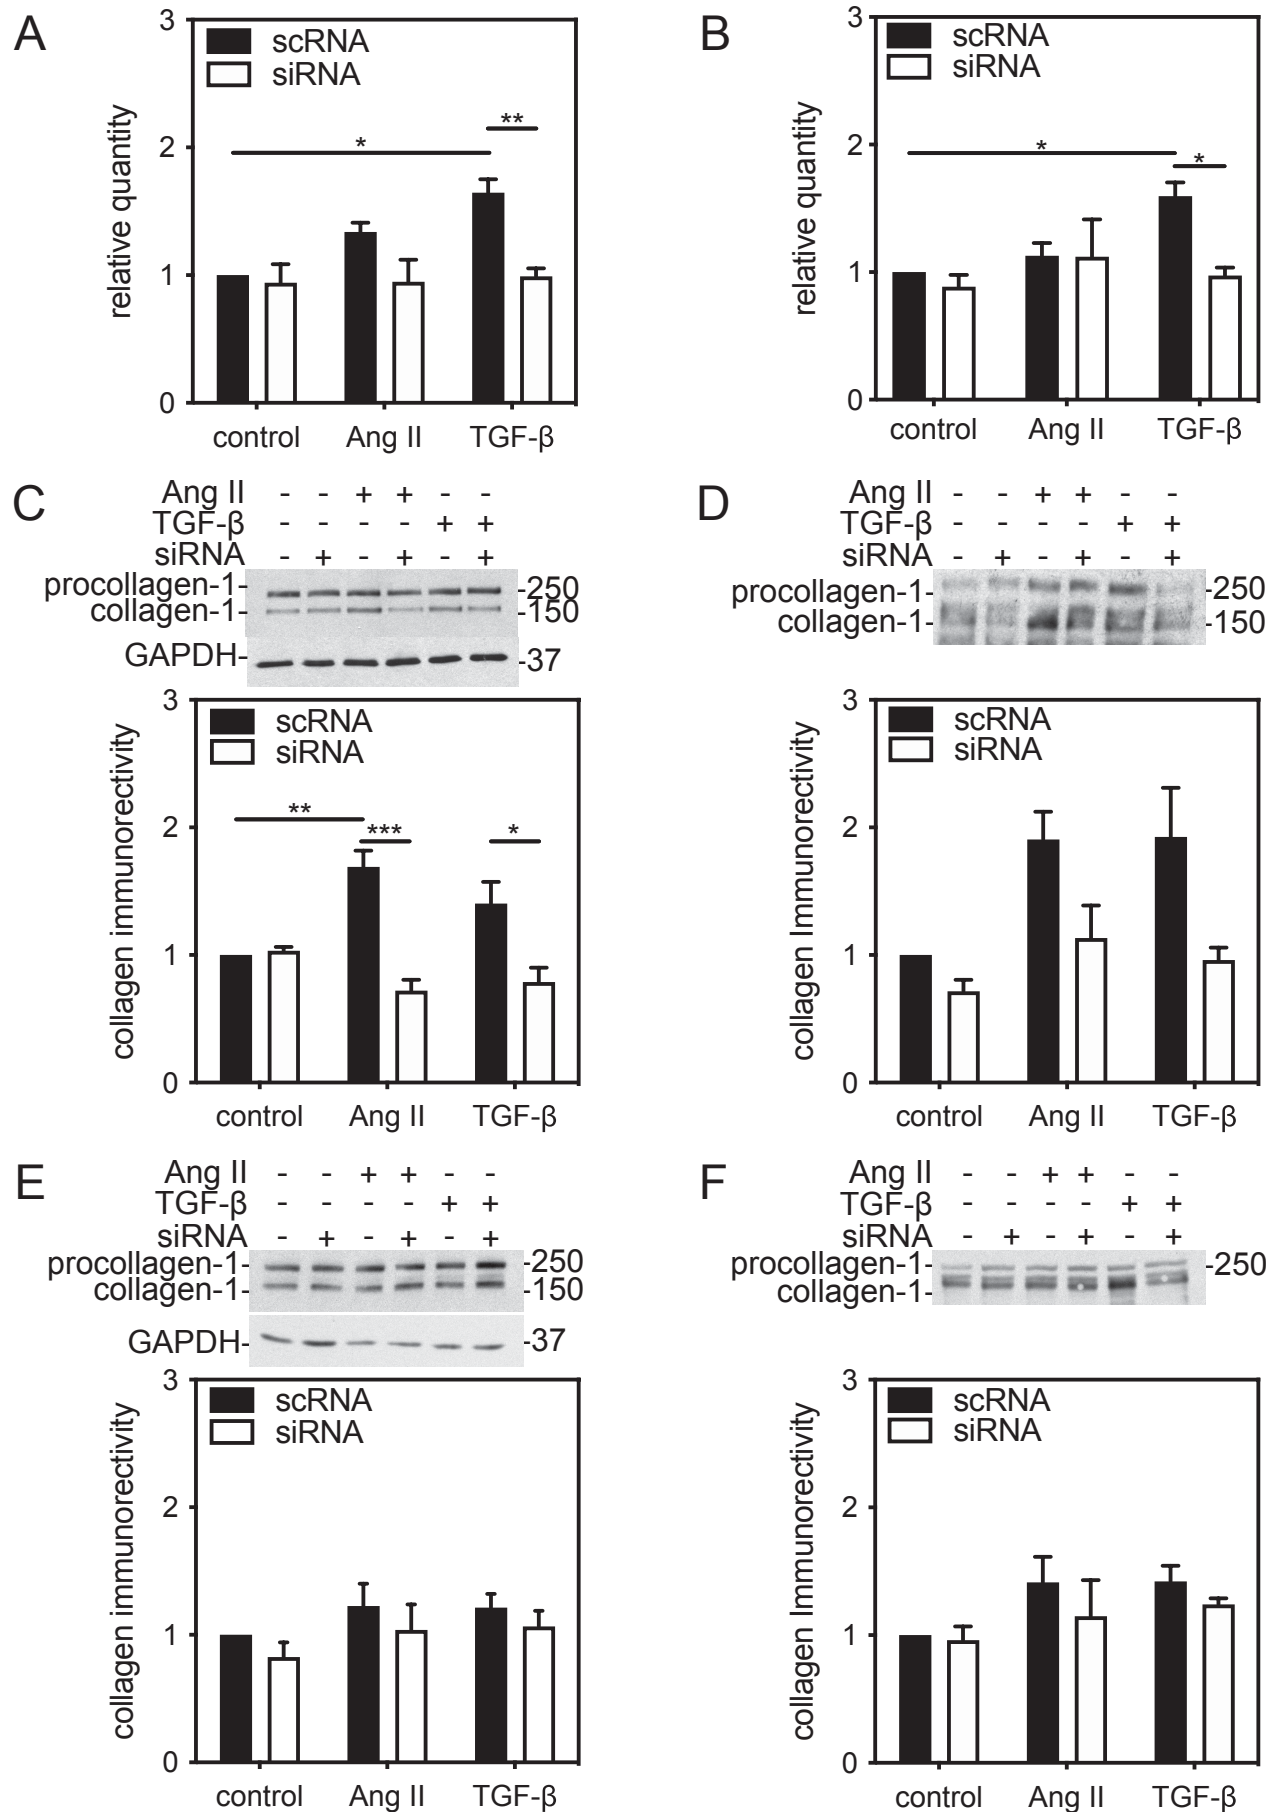 A
3
scRNA
siRNA
**
*
2
1
0
relative quantity
control Ang II TGF-β
B
3
scRNA
siRNA
*
*
2
1
0
relative quantity
control Ang II TGF-β
C
Ang II - - + + - -
TGF-β - - - - + +
siRNA - + - + - +
procollagen-1- -250
collagen-1- -150
GAPDH- -37
3
scRNA
siRNA
**
***
*
2
1
0
collagen immunorectivity
control Ang II TGF-β
D
Ang II - - + + - -
TGF-β - - - - + +
siRNA - + - + - +
procollagen-1- -250
collagen-1- -150
3
scRNA
siRNA
2
1
0
collagen Immunorectivity
control Ang II TGF-β
E
Ang II - - + + - -
TGF-β - - - - + +
siRNA - + - + - +
procollagen-1- -250
collagen-1- -150
GAPDH- -37
3
scRNA
siRNA
2
1
0
collagen immunorectivity
control Ang II TGF-β
F
Ang II - - + + - -
TGF-β - - - - + +
siRNA - + - + - +
procollagen-1- -250
collagen-1-
3
scRNA
siRNA
2
1
0
collagen Immunorectivity
control Ang II TGF-β